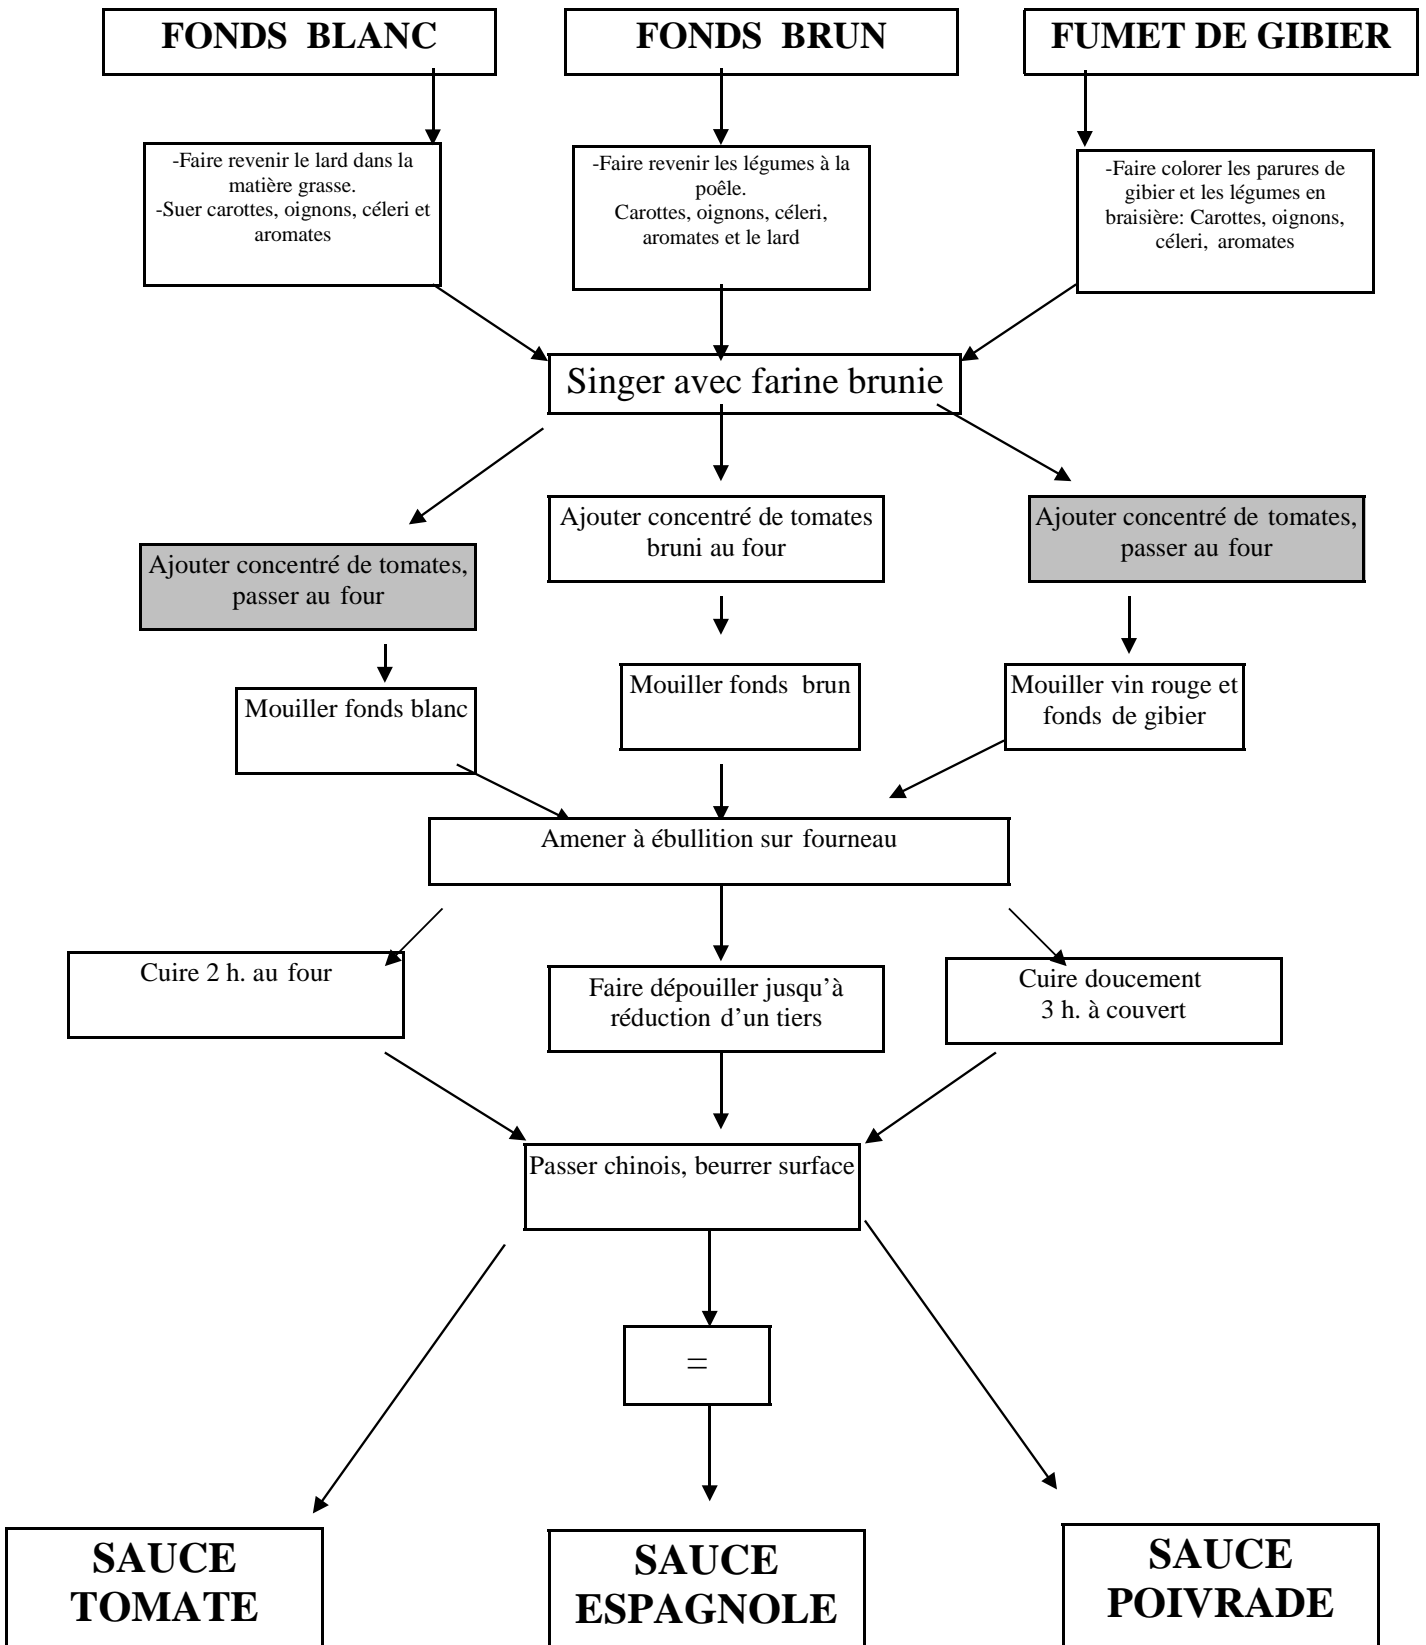 FONDS BLANC
FONDS BRUN
FUMET DE GIBIER
-Faire revenir le lard dans la
matière grasse.
-Suer carottes, oignons, céleri et
aromates
-Faire revenir les légumes à la
poêle.
Carottes, oignons, céleri,
aromates et le lard
-Faire colorer les parures de
gibier et les légumes en
braisière: Carottes, oignons,
céleri, aromates
Singer avec farine brunie
Ajouter concentré de tomates,
passer au four
Ajouter concentré de tomates
bruni au four
Ajouter concentré de tomates,
passer au four
Mouiller fonds blanc
Mouiller fonds brun
Mouiller vin rouge et
fonds de gibier
Amener à ébullition sur fourneau
Cuire 2 h. au four
Faire dépouiller jusqu’à
réduction d’un tiers
Cuire doucement
3 h. à couvert
Passer chinois, beurrer surface
=
SAUCE
TOMATE
SAUCE
ESPAGNOLE
SAUCE
POIVRADE